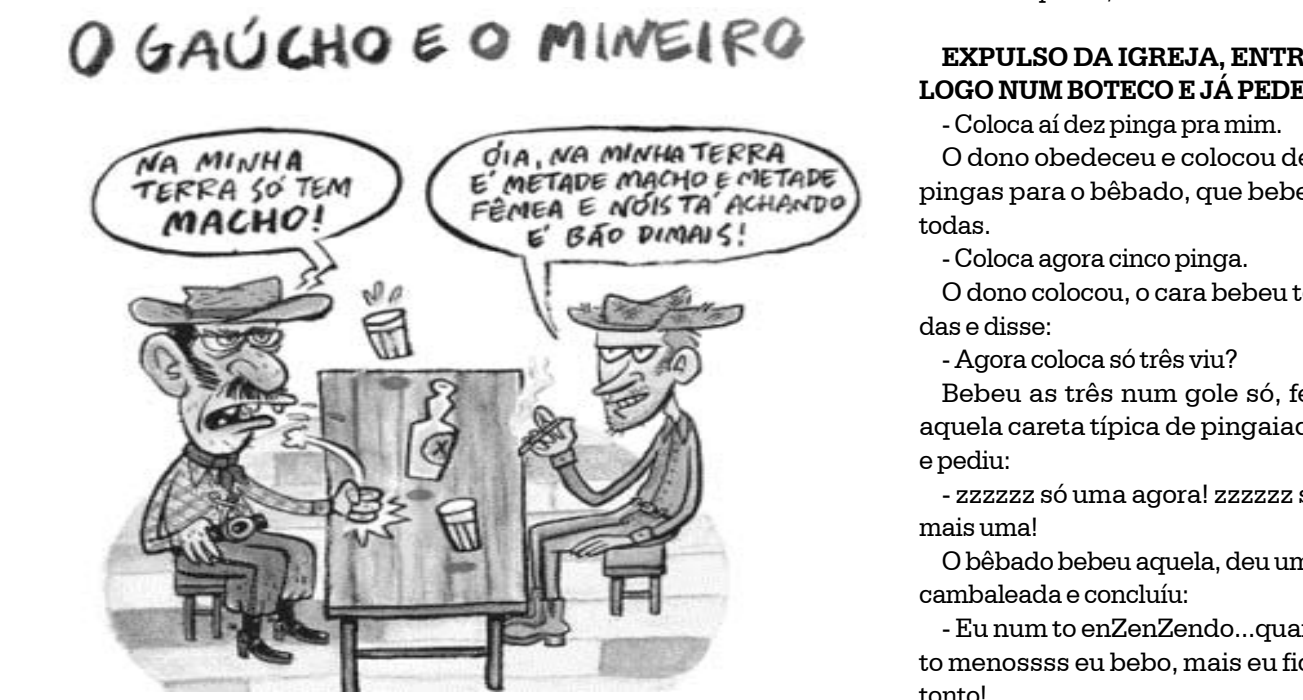 O GAÚCHO E O MINEIRO
NA MINHA
TERRA SÓ TEM
MACHO!
ÓIA, NA MINHA TERRA
É METADE MACHO E METADE
FÊMEA E NÓIS TÁ ACHANDO
É BÃO DIMAIS!
X
EXPULSO DA IGREJA, ENTR
LOGO NUM BOTECO E JÁ PEDE
- Coloca aí dez pinga pra mim.
O dono obedeceu e colocou de
pingas para o bêbado, que bebe
todas.
- Coloca agora cinco pinga.
O dono colocou, o cara bebeu t
das e disse:
- Agora coloca só três viu?
Bebeu as três num gole só, fe
aquela careta típica de pingaiad
e pediu:
- zzzzzz só uma agora! zzzzzz s
mais uma!
O bêbado bebeu aquela, deu um
cambaleada e concluíu:
- Eu num to enZenZendo...quan
to menossss eu bebo, mais eu fic
tonto!